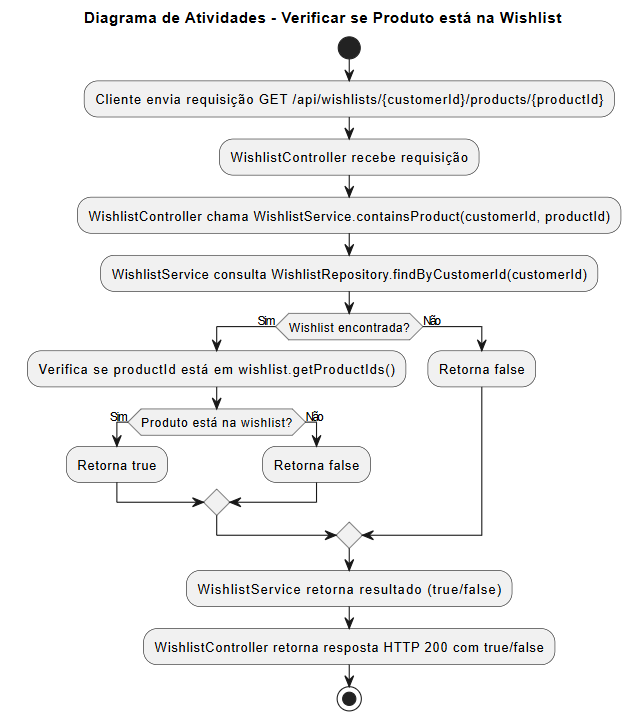 Diagrama de Atividades - Verificar se Produto está na Wishlist
Cliente envia requisição GET /api/wishlists/{customerId}/products/{productId}
WishlistController recebe requisição
WishlistController chama WishlistService.containsProduct(customerId, productId)
WishlistService consulta WishlistRepository.findByCustomerId(customerId)
Sim
Wishlist encontrada?
Não
Verifica se productId está em wishlist.getProductIds()
Retorna false
Sim
Produto está na wishlist?
Não
Retorna true
Retorna false
WishlistService retorna resultado (true/false)
WishlistController retorna resposta HTTP 200 com true/false